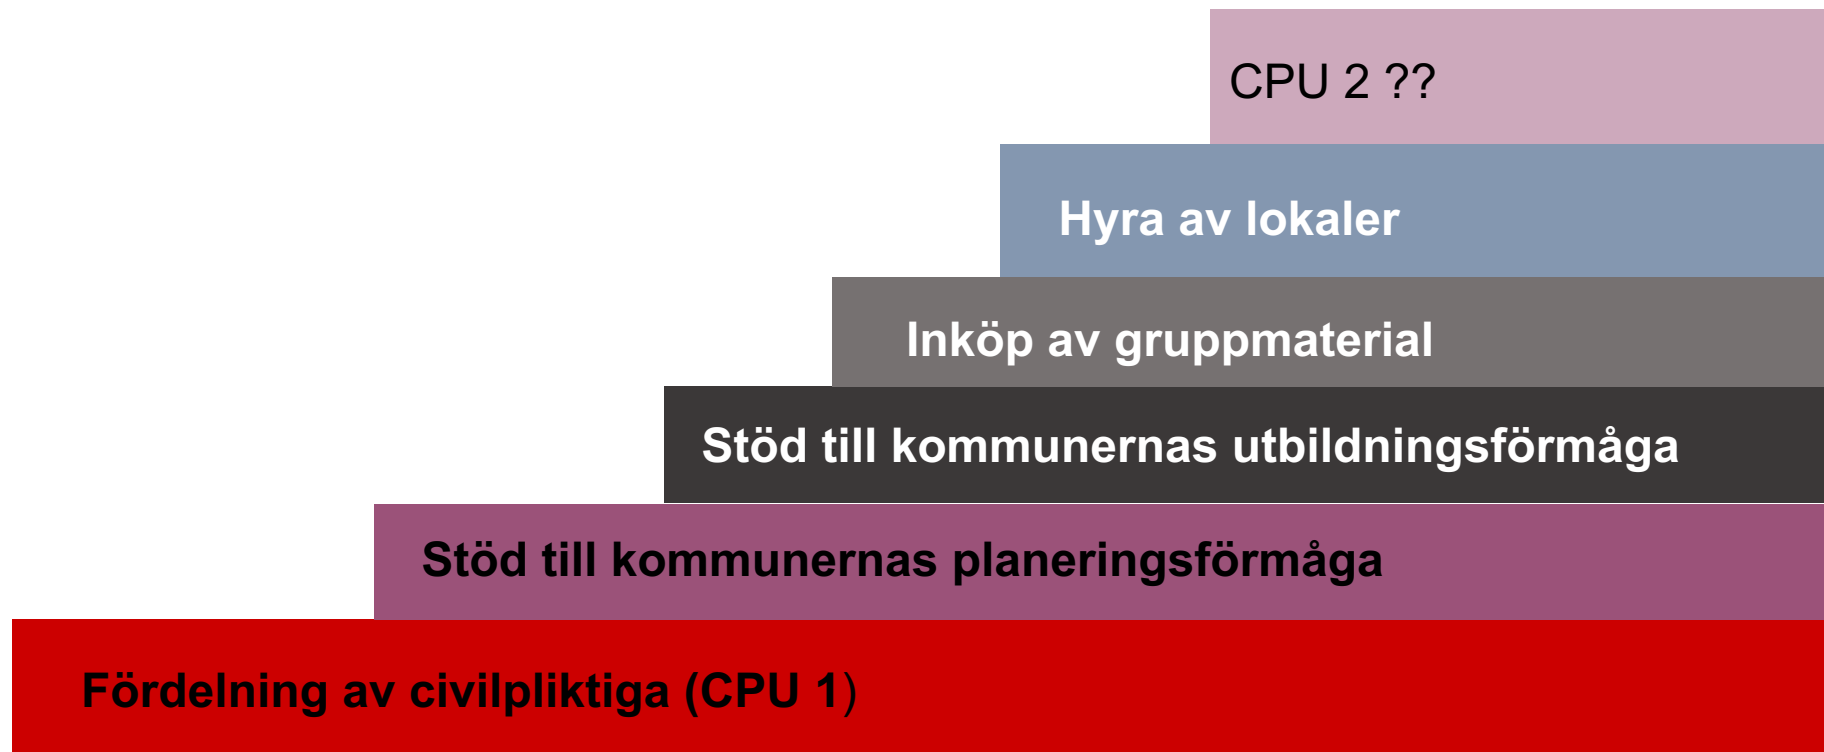 CPU 2 ??
Hyra av lokaler
Inköp av gruppmaterial
Stöd till kommunernas utbildningsförmåga
Stöd till kommunernas planeringsförmåga
Fördelning av civilpliktiga (CPU 1)